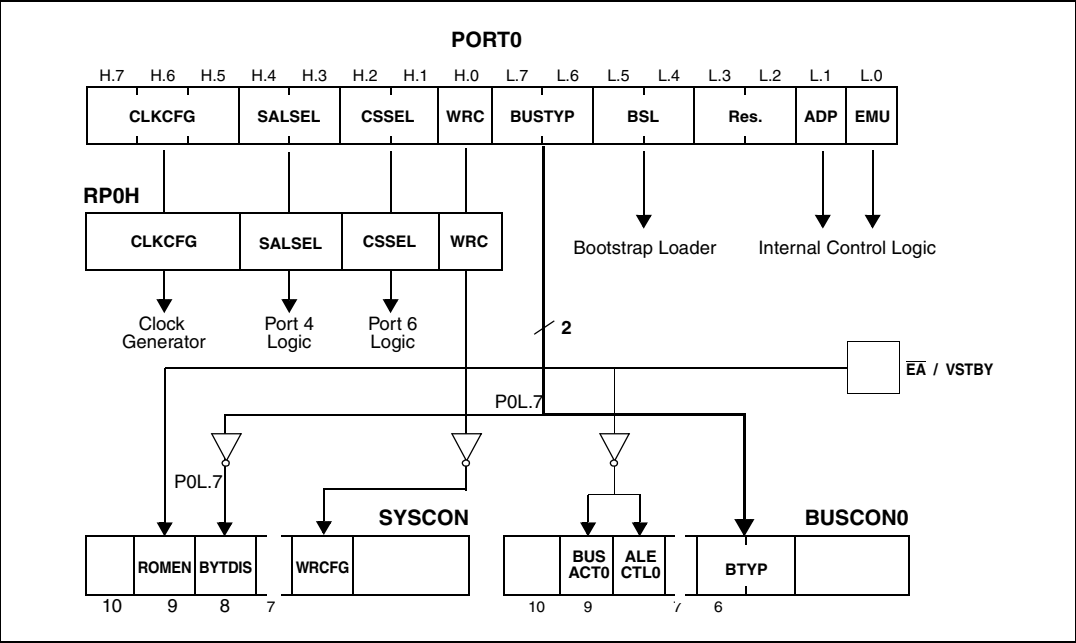 PORT0
H.7 H.6 H.5 H.4 H.3 H.2 H.1 H.0 L.7 L.6 L.5 L.4 L.3 L.2 L.1 L.0
CLKCFG SALSEL CSSEL WRC BUSTYP BSL Res. ADP EMU
RP0H
CLKCFG SALSEL CSSEL WRC
Bootstrap Loader Internal Control Logic
Clock
Generator
Port 4
Logic
Port 6
Logic
2
EA / VSTBY
P0L.7
P0L.7
SYSCON BUSCON0
ROMEN BYTDIS WRCFG
BUS
ACT0
ALE
CTL0
BTYP
10 9 8 7 10 9 7 6